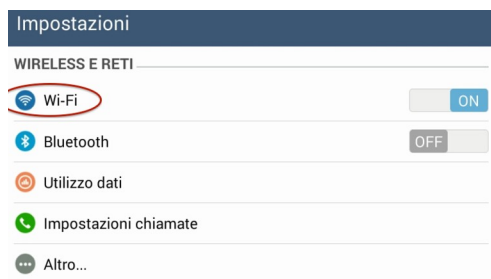 Impostazioni
WIRELESS E RETI
Wi-Fi ON
Bluetooth OFF
Utilizzo dati
Impostazioni chiamate
Altro...